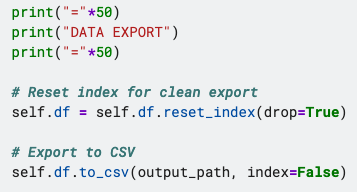 print("="*50)
print("DATA EXPORT")
print("="*50)
# Reset index for clean export
self.df = self.df.reset_index(drop=True)
# Export to CSV
self.df.to_csv(output_path, index=False)